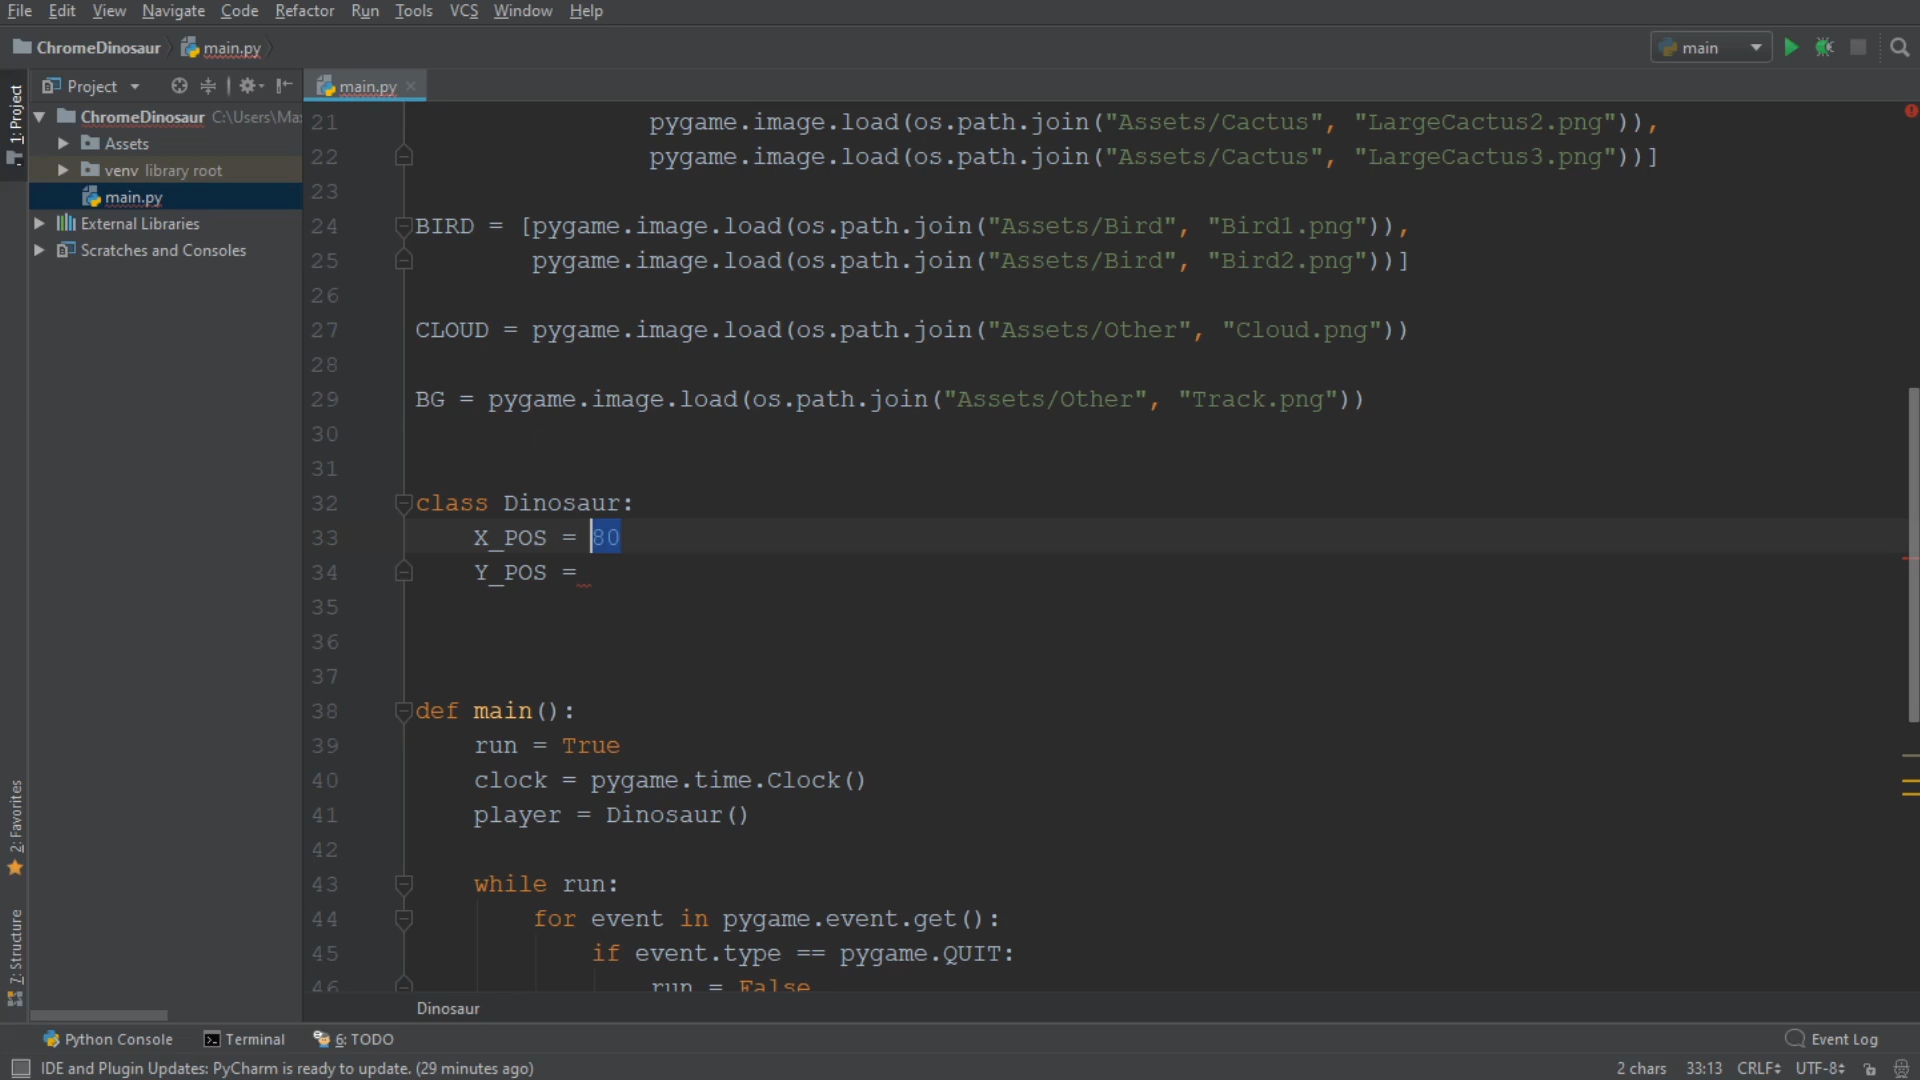 File Edit View Navigate Code Refactor Run Tools VCS Window Help
ChromeDinosaur main.py main
1: Project
Project main.py
ChromeDinosaur C:\Users\Ma
Assets
venv library root
main.py
External Libraries
Scratches and Consoles
21 pygame.image.load(os.path.join("Assets/Cactus", "LargeCactus2.png")),
22 pygame.image.load(os.path.join("Assets/Cactus", "LargeCactus3.png"))]
23
24 BIRD = [pygame.image.load(os.path.join("Assets/Bird", "Bird1.png")),
25 pygame.image.load(os.path.join("Assets/Bird", "Bird2.png"))]
26
27 CLOUD = pygame.image.load(os.path.join("Assets/Other", "Cloud.png"))
28
29 BG = pygame.image.load(os.path.join("Assets/Other", "Track.png"))
30
31
32 class Dinosaur:
33 X_POS = 80
34 Y_POS =
35
36
37
38 def main():
39 run = True
40 clock = pygame.time.Clock()
41 player = Dinosaur()
42
43 while run:
44 for event in pygame.event.get():
45 if event.type == pygame.QUIT:
46 run = False
2: Favorites
7: Structure
Dinosaur
Python Console Terminal 6: TODO Event Log
IDE and Plugin Updates: PyCharm is ready to update. (29 minutes ago) 2 chars 33:13 CRLF UTF-8